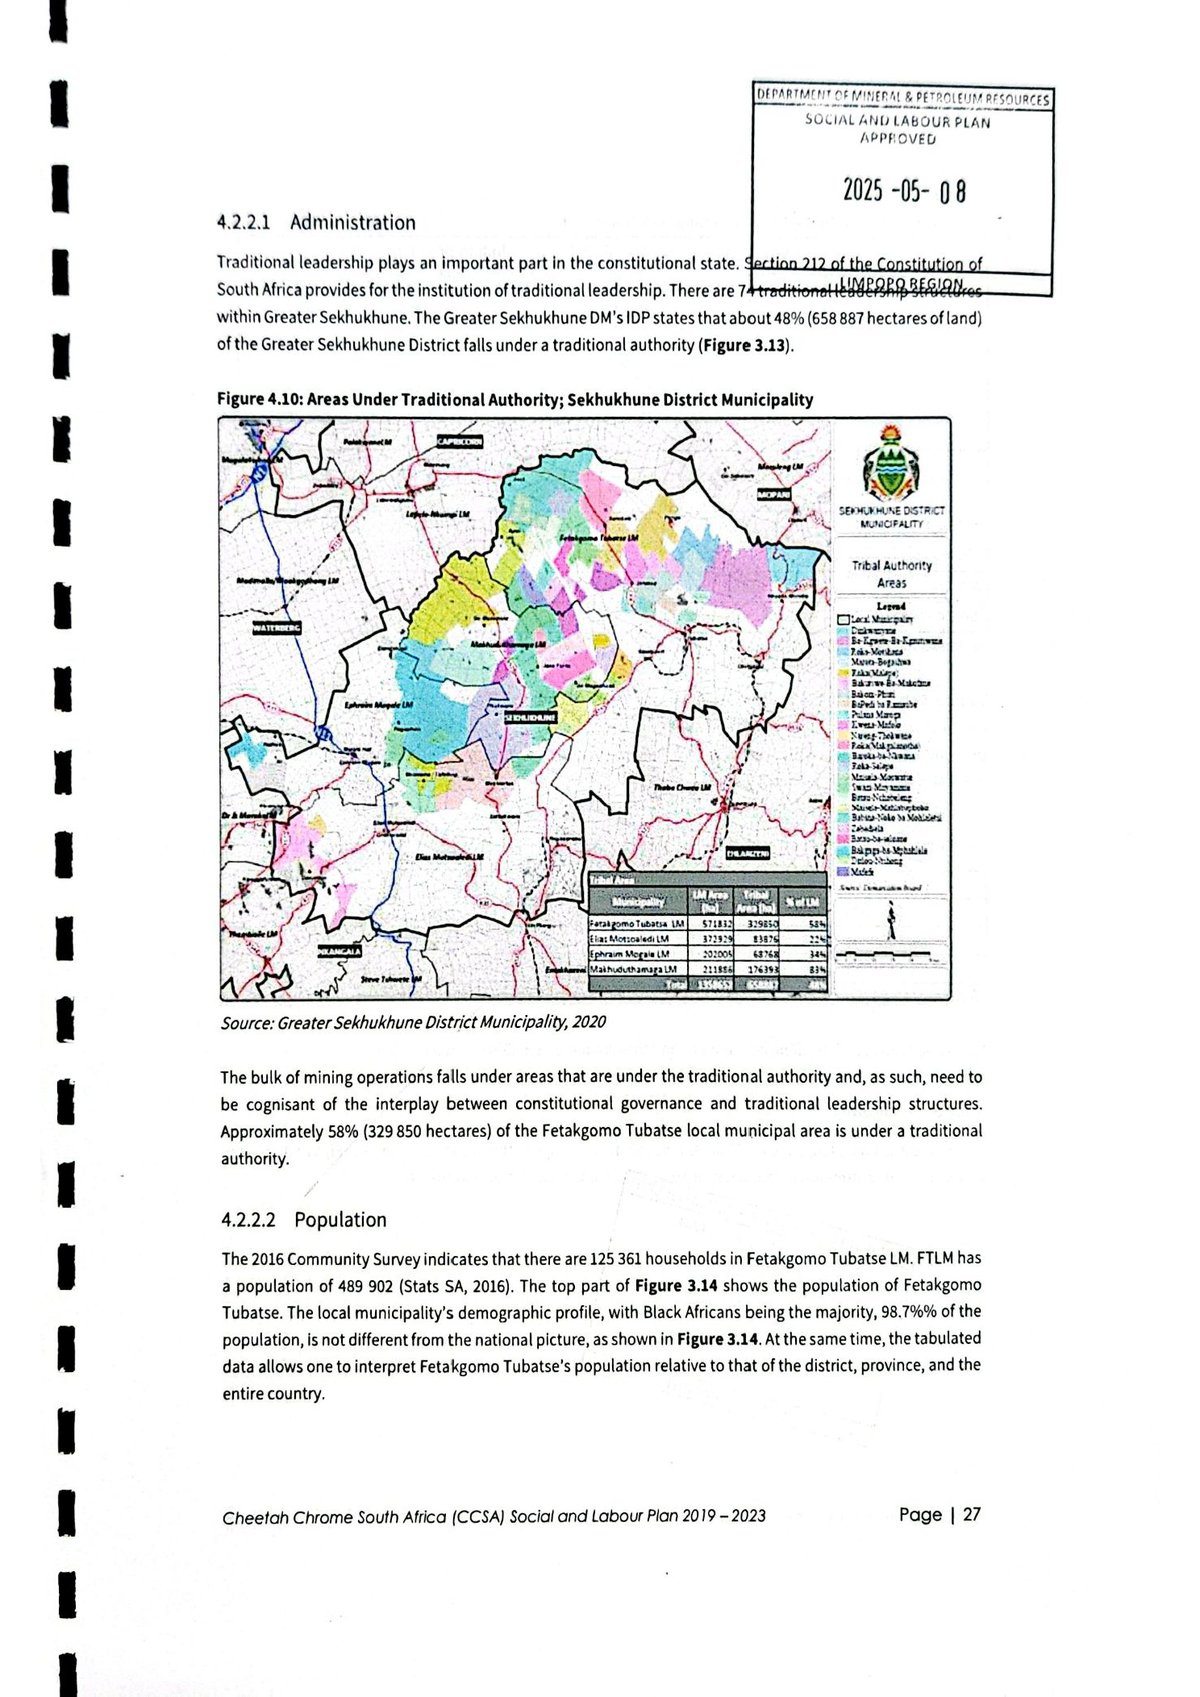 DEPARTMENT OF MINERAL & PETROLEUM RESOURCES
SOCIAL AND LABOUR PLAN
APPROVED
2025 -05- 08
LIMPOPO REGION
4.2.2.1 Administration
Traditional leadership plays an important part in the constitutional state. Section 212 of the Constitution of
South Africa provides for the institution of traditional leadership. There are 74 traditional leadership structures
within Greater Sekhukhune. The Greater Sekhukhune DM's IDP states that about 48% (658 887 hectares of land)
of the Greater Sekhukhune District falls under a traditional authority (Figure 3.13).
Figure 4.10: Areas Under Traditional Authority; Sekhukhune District Municipality
CAPRICORN
MOPANI
Lepele-Nkumpi LM
Fetakgomo Tubatse LM
WATERBERG
Makhuduthamaga LM
Ephraim Mogale LM
SEKHUKHUNE
Thaba Chweu LM
Elias Motsoaledi LM
EHLANZENI
Thembisile LM
NKANGALA
Steve Tshwete LM
SEKHUKHUNE DISTRICT
MUNICIPALITY
Tribal Authority
Areas
Legend
Local Municipality
Municipality LM Area (ha) Tribal Area (ha) % of LM
Fetakgomo Tubatse LM 571832 329850 58%
Elias Motsoaledi LM 372929 83876 22%
Ephraim Mogale LM 202005 68768 34%
Makhuduthamaga LM 211886 176393 83%
Total
Source: Greater Sekhukhune District Municipality, 2020
The bulk of mining operations falls under areas that are under the traditional authority and, as such, need to
be cognisant of the interplay between constitutional governance and traditional leadership structures.
Approximately 58% (329 850 hectares) of the Fetakgomo Tubatse local municipal area is under a traditional
authority.
4.2.2.2 Population
The 2016 Community Survey indicates that there are 125 361 households in Fetakgomo Tubatse LM. FTLM has
a population of 489 902 (Stats SA, 2016). The top part of Figure 3.14 shows the population of Fetakgomo
Tubatse. The local municipality's demographic profile, with Black Africans being the majority, 98.7%% of the
population, is not different from the national picture, as shown in Figure 3.14. At the same time, the tabulated
data allows one to interpret Fetakgomo Tubatse's population relative to that of the district, province, and the
entire country.
Cheetah Chrome South Africa (CCSA) Social and Labour Plan 2019 – 2023
Page | 27